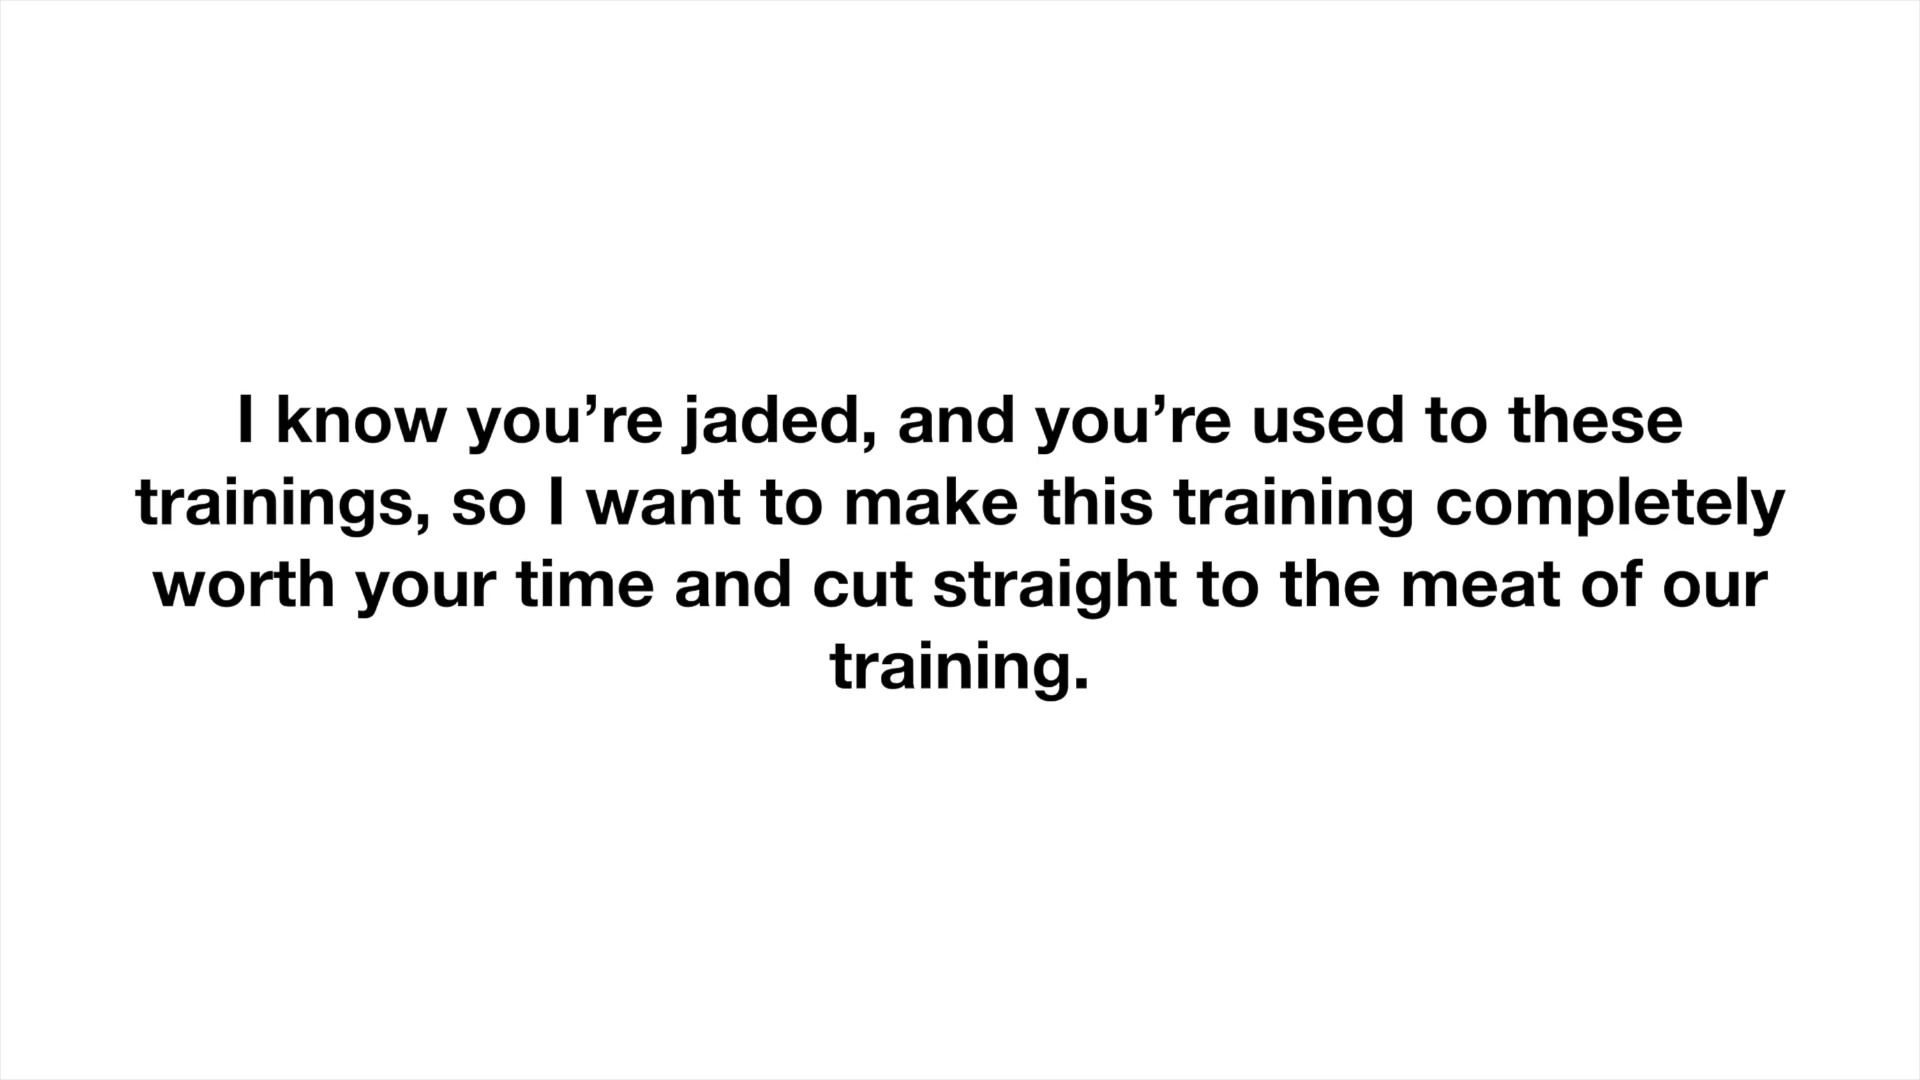 I know you’re jaded, and you’re used to these
trainings, so I want to make this training completely
worth your time and cut straight to the meat of our
training.